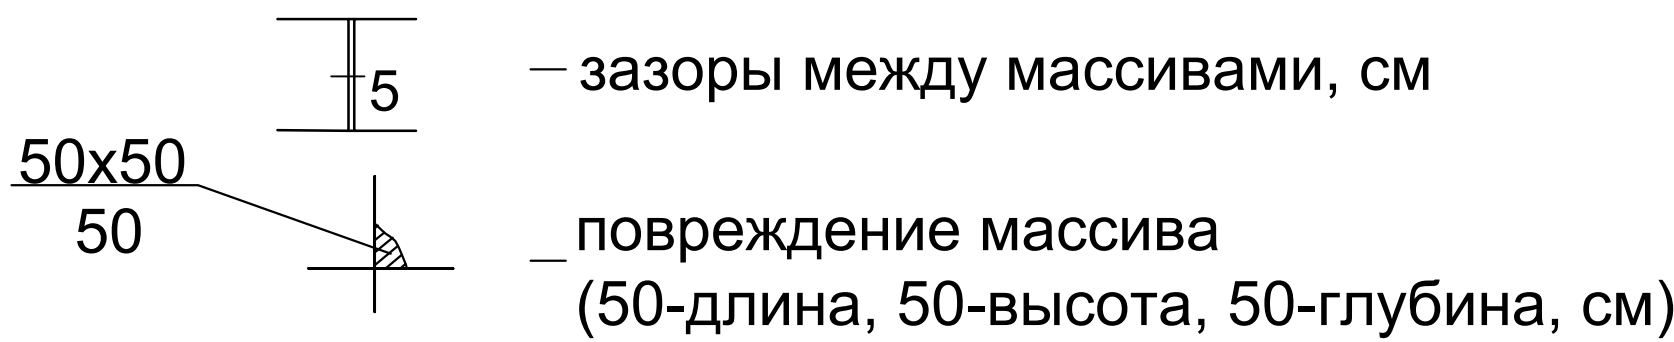 5 — зазоры между массивами, см
50х50
50
— повреждение массива
(50-длина, 50-высота, 50-глубина, см)